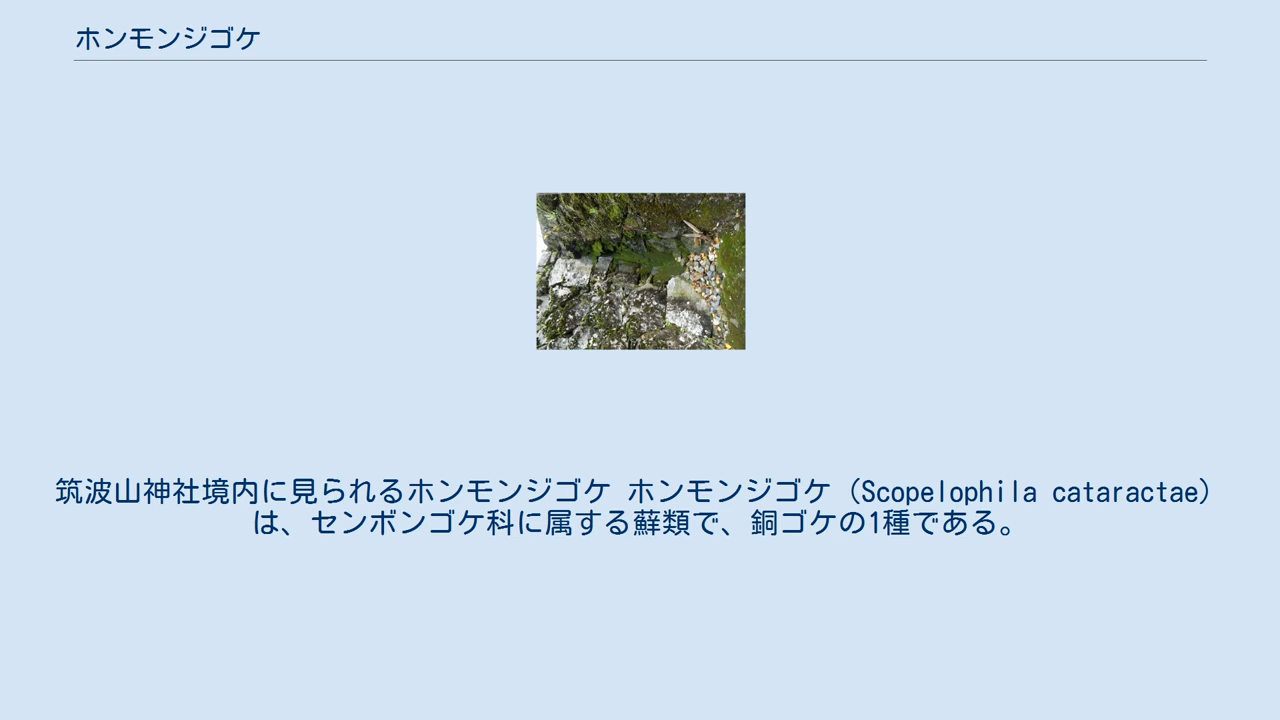 ホンモンジゴケ
筑波山神社境内に見られるホンモンジゴケ ホンモンジゴケ（Scopelophila cataractae）
は、センボンゴケ科に属する蘚類で、銅ゴケの1種である。